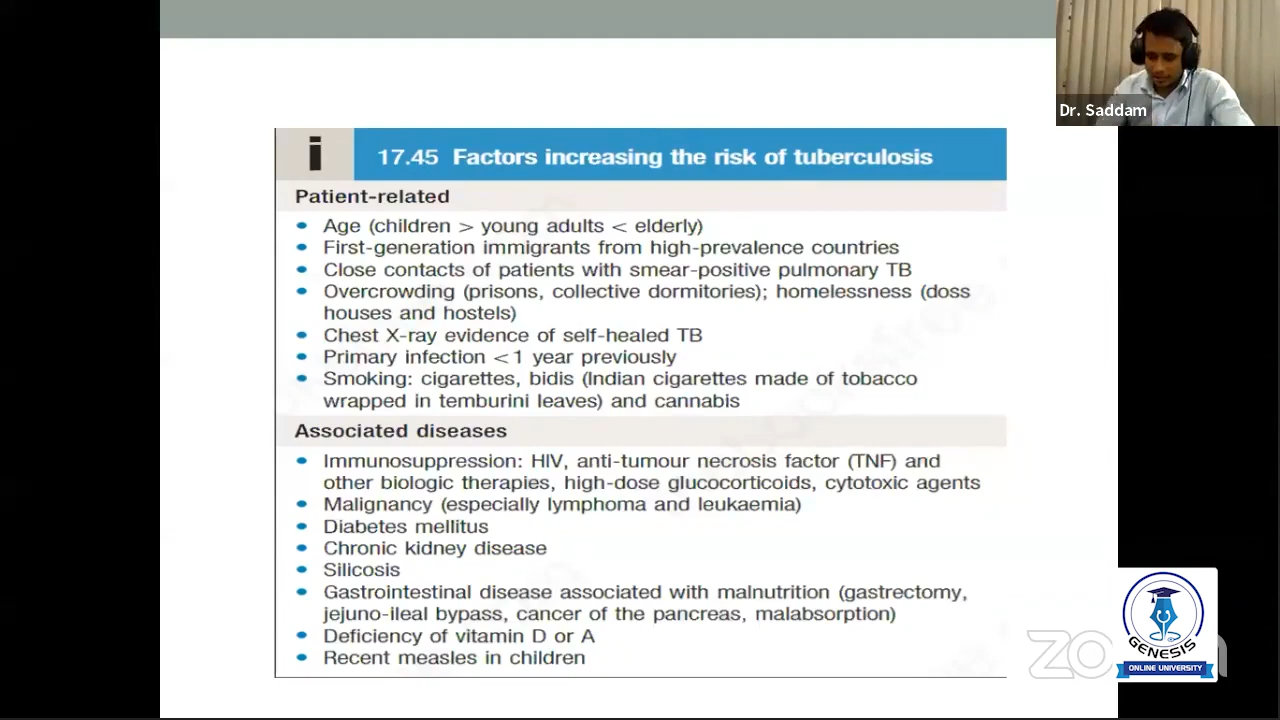 Dr. Saddam
i
17.45 Factors increasing the risk of tuberculosis
Patient-related
• Age (children > young adults < elderly)
• First-generation immigrants from high-prevalence countries
• Close contacts of patients with smear-positive pulmonary TB
• Overcrowding (prisons, collective dormitories); homelessness (doss
houses and hostels)
• Chest X-ray evidence of self-healed TB
• Primary infection <1 year previously
• Smoking: cigarettes, bidis (Indian cigarettes made of tobacco
wrapped in temburini leaves) and cannabis
Associated diseases
• Immunosuppression: HIV, anti-tumour necrosis factor (TNF) and
other biologic therapies, high-dose glucocorticoids, cytotoxic agents
• Malignancy (especially lymphoma and leukaemia)
• Diabetes mellitus
• Chronic kidney disease
• Silicosis
• Gastrointestinal disease associated with malnutrition (gastrectomy,
jejuno-ileal bypass, cancer of the pancreas, malabsorption)
• Deficiency of vitamin D or A
• Recent measles in children
GENESIS
ONLINE UNIVERSITY